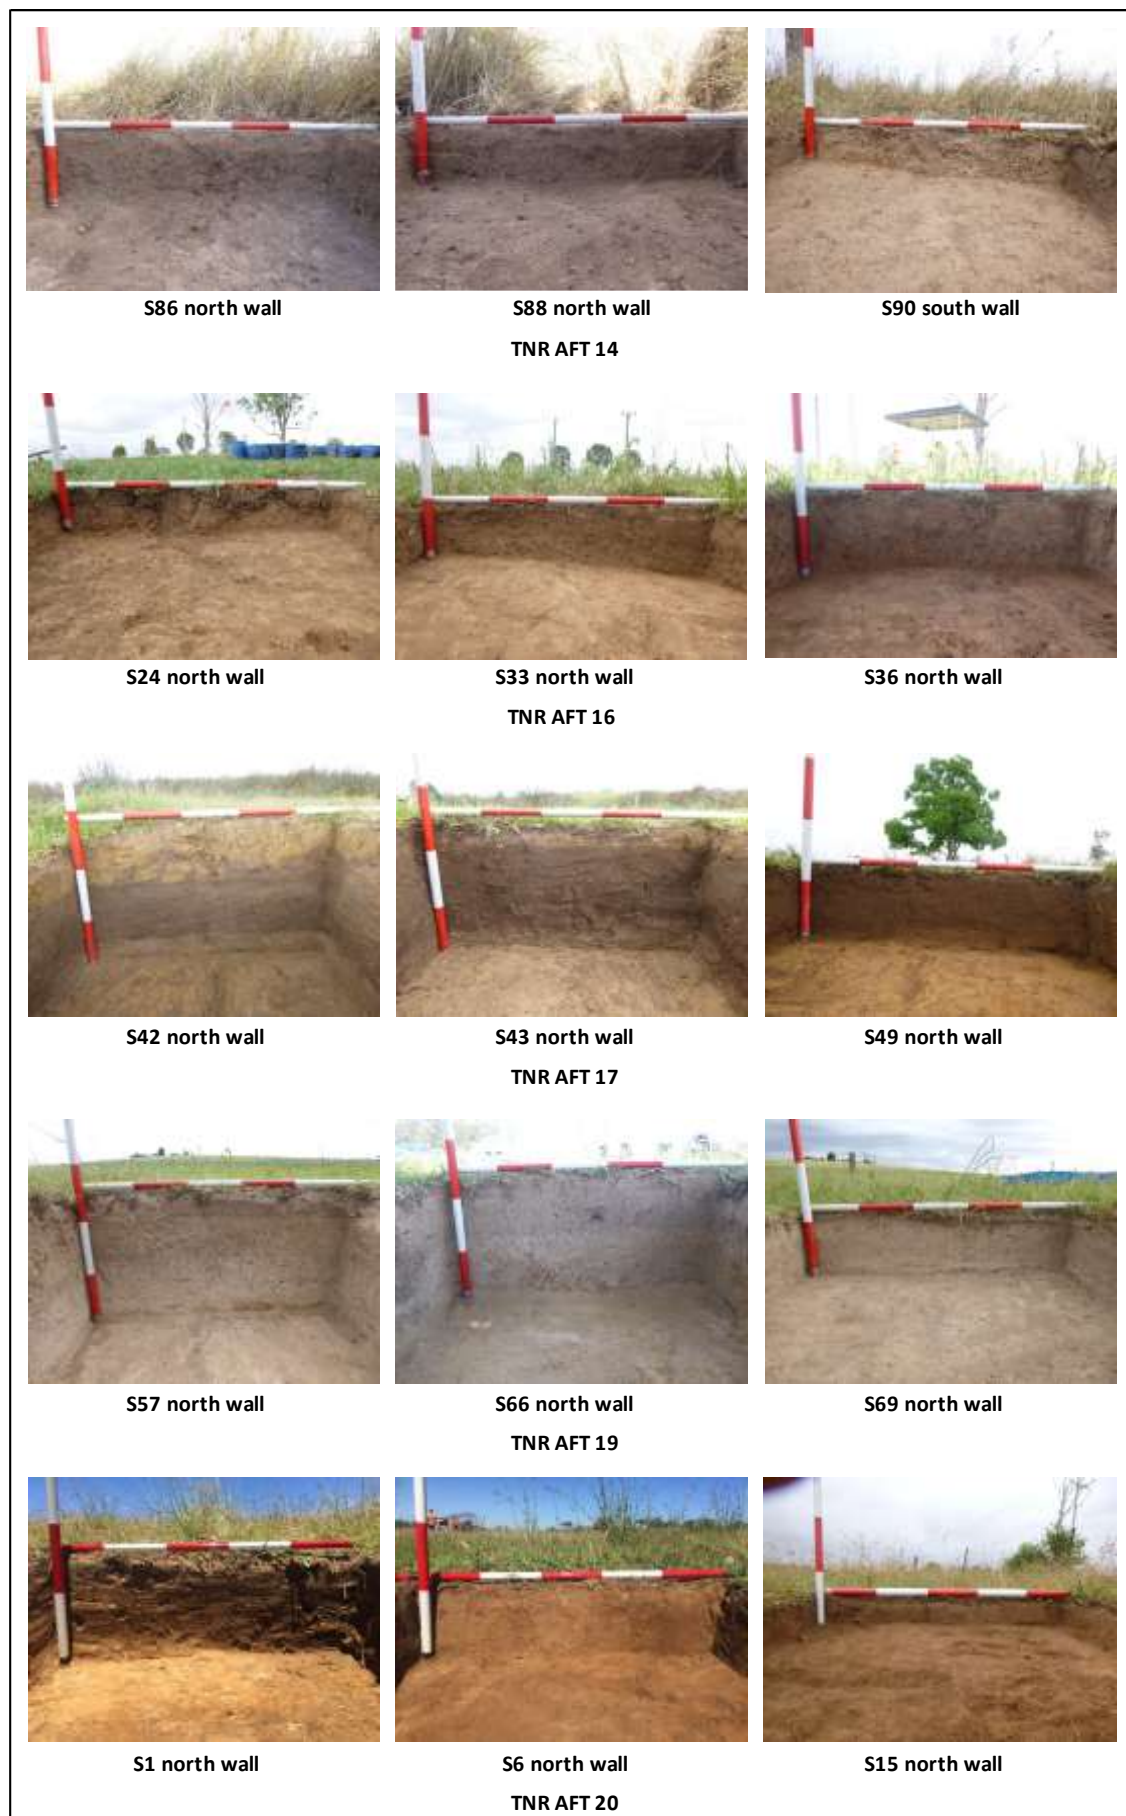 S86 north wall S88 north wall S90 south wall
TNR AFT 14
S24 north wall S33 north wall S36 north wall
TNR AFT 16
S42 north wall S43 north wall S49 north wall
TNR AFT 17
S57 north wall S66 north wall S69 north wall
TNR AFT 19
S1 north wall S6 north wall S15 north wall
TNR AFT 20